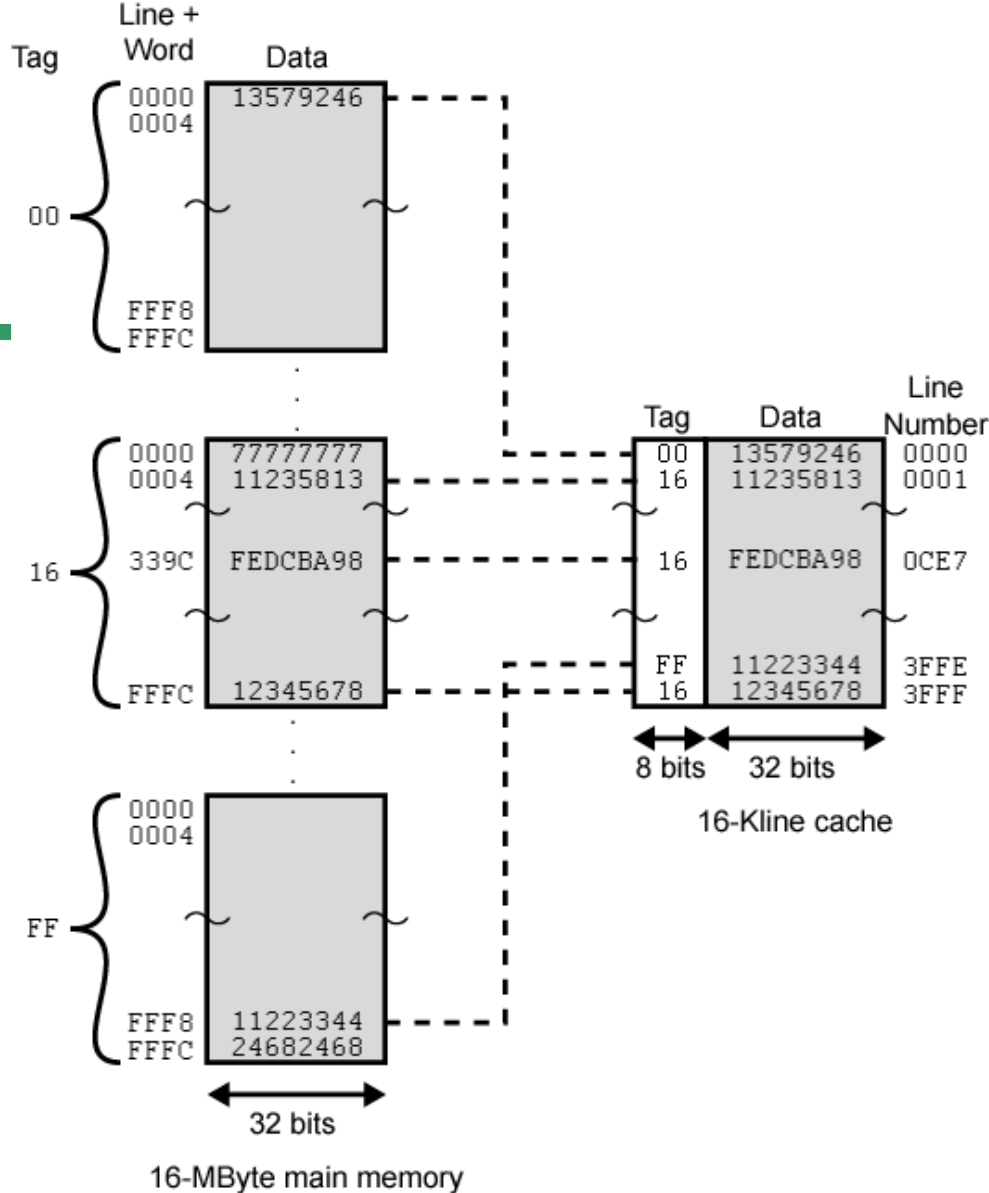 Line +
Word
Tag
Data
0000 13579246
0004
00
FFF8
FFFC
0000 77777777
0004 11235813
16
339C FEDCBA98
FFFC 12345678
0000
0004
FF
FFF8 11223344
FFFC 24682468
32 bits
16-MByte main memory
Line
Number
Tag Data
00 13579246 0000
16 11235813 0001
16 FEDCBA98 0CE7
FF 11223344 3FFE
16 12345678 3FFF
8 bits 32 bits
16-Kline cache